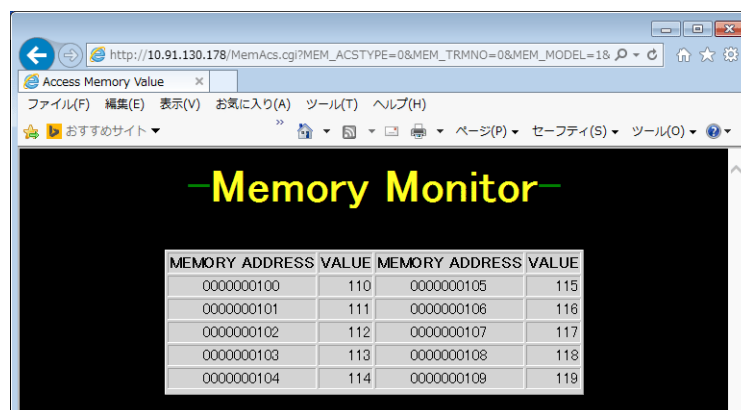 http://10.91.130.178/MemAcs.cgi?MEM_ACSTYPE=0&MEM_TRMNO=0&MEM_MODEL=1&
Access Memory Value ×
ファイル(F) 編集(E) 表示(V) お気に入り(A) ツール(T) ヘルプ(H)
おすすめサイト ▼ » ページ(P) ▼ セーフティ(S) ▼ ツール(O) ▼
-Memory Monitor-
MEMORY ADDRESS VALUE MEMORY ADDRESS VALUE
0000000100 110 0000000105 115
0000000101 111 0000000106 116
0000000102 112 0000000107 117
0000000103 113 0000000108 118
0000000104 114 0000000109 119